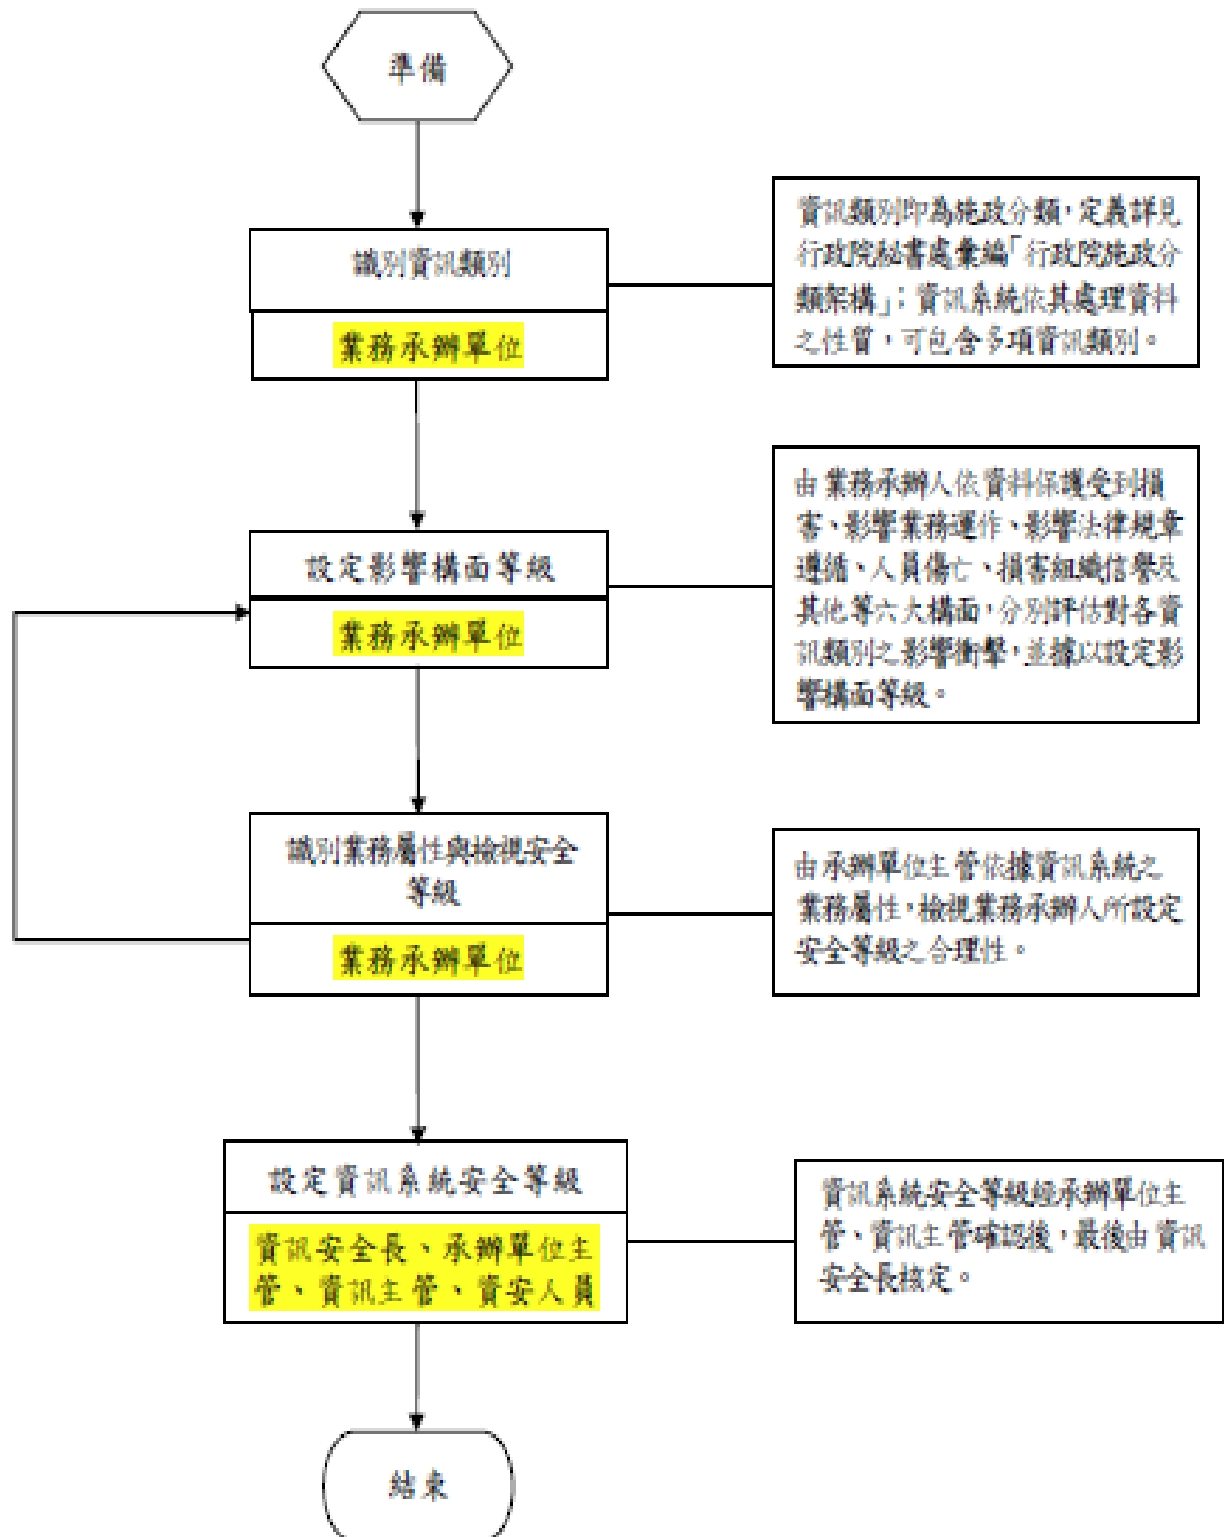 準備
識別資訊類別
業務承辦單位
資訊類別即為施政分類，定義詳見
行政院秘書處彙編「行政院施政分
類架構」；資訊系統依其處理資料
之性質，可包含多項資訊類別。
設定影響構面等級
業務承辦單位
由業務承辦人依資料保護受到損
害、影響業務運作、影響法律規章
遵循、人員傷亡、損害組織信譽及
其他等六大構面，分別評估對各資
訊類別之影響衝擊，並據以設定影
響構面等級。
識別業務屬性與檢視安全
等級
業務承辦單位
由承辦單位主管依據資訊系統之
業務屬性，檢視業務承辦人所設定
安全等級之合理性。
設定資訊系統安全等級
資訊安全長、承辦單位主
管、資訊主管、資安人員
資訊系統安全等級經承辦單位主
管、資訊主管確認後，最後由資訊
安全長核定。
結束